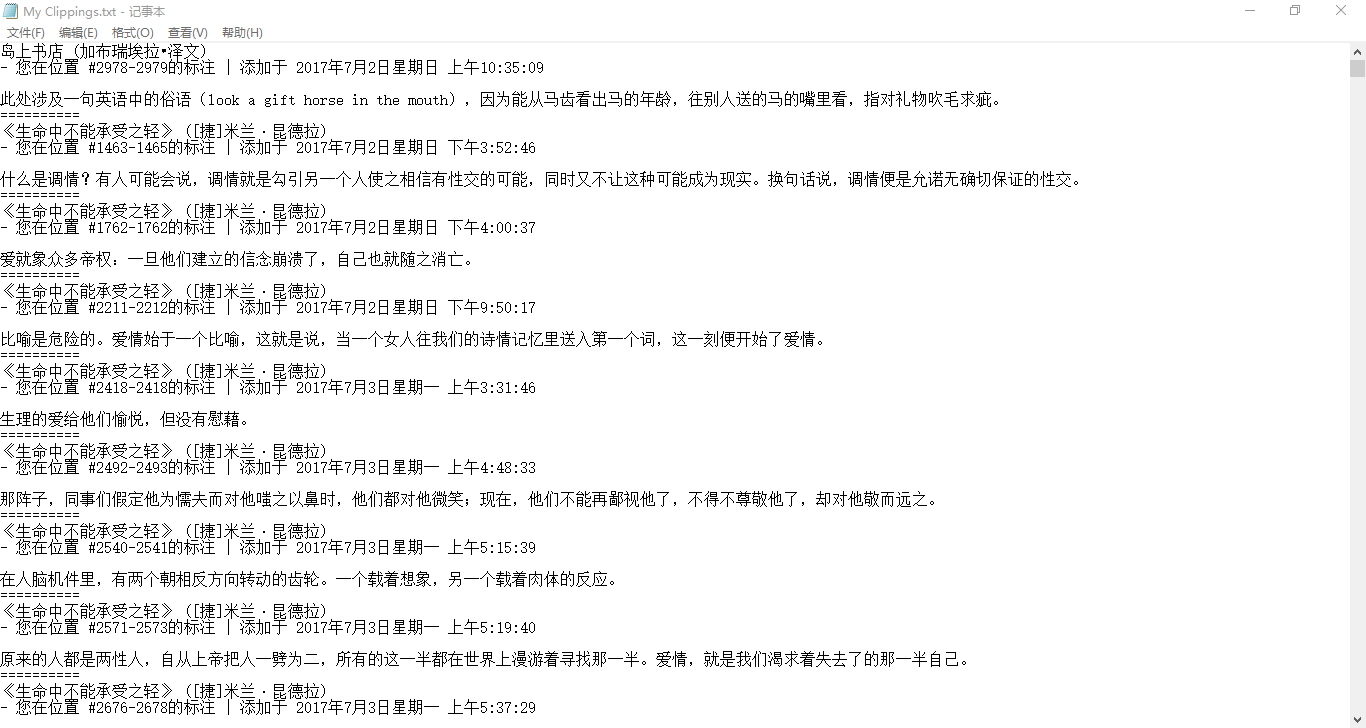 My Clippings.txt - 记事本
文件(F) 编辑(E) 格式(O) 查看(V) 帮助(H)
岛上书店 (加布瑞埃拉•泽文)
- 您在位置 #2978-2979的标注 | 添加于 2017年7月2日星期日 上午10:35:09
此处涉及一句英语中的俗语（look a gift horse in the mouth），因为能从马齿看出马的年龄，往别人送的马的嘴里看，指对礼物吹毛求疵。
==========
《生命中不能承受之轻》 ([捷]米兰·昆德拉)
- 您在位置 #1463-1465的标注 | 添加于 2017年7月2日星期日 下午3:52:46
什么是调情？有人可能会说，调情就是勾引另一个人使之相信有性交的可能，同时又不让这种可能成为现实。换句话说，调情便是允诺无确切保证的性交。
==========
《生命中不能承受之轻》 ([捷]米兰·昆德拉)
- 您在位置 #1762-1762的标注 | 添加于 2017年7月2日星期日 下午4:00:37
爱就象众多帝权：一旦他们建立的信念崩溃了，自己也就随之消亡。
==========
《生命中不能承受之轻》 ([捷]米兰·昆德拉)
- 您在位置 #2211-2212的标注 | 添加于 2017年7月2日星期日 下午9:50:17
比喻是危险的。爱情始于一个比喻，这就是说，当一个女人往我们的诗情记忆里送入第一个词，这一刻便开始了爱情。
==========
《生命中不能承受之轻》 ([捷]米兰·昆德拉)
- 您在位置 #2418-2418的标注 | 添加于 2017年7月3日星期一 上午3:31:46
生理的爱给他们愉悦，但没有慰藉。
==========
《生命中不能承受之轻》 ([捷]米兰·昆德拉)
- 您在位置 #2492-2493的标注 | 添加于 2017年7月3日星期一 上午4:48:33
那阵子，同事们假定他为懦夫而对他嗤之以鼻时，他们都对他微笑；现在，他们不能再鄙视他了，不得不尊敬他了，却对他敬而远之。
==========
《生命中不能承受之轻》 ([捷]米兰·昆德拉)
- 您在位置 #2540-2541的标注 | 添加于 2017年7月3日星期一 上午5:15:39
在人脑机件里，有两个朝相反方向转动的齿轮。一个载着想象，另一个载着肉体的反应。
==========
《生命中不能承受之轻》 ([捷]米兰·昆德拉)
- 您在位置 #2571-2573的标注 | 添加于 2017年7月3日星期一 上午5:19:40
原来的人都是两性人，自从上帝把人一劈为二，所有的这一半都在世界上漫游着寻找那一半。爱情，就是我们渴求着失去了的那一半自己。
==========
《生命中不能承受之轻》 ([捷]米兰·昆德拉)
- 您在位置 #2676-2678的标注 | 添加于 2017年7月3日星期一 上午5:37:29